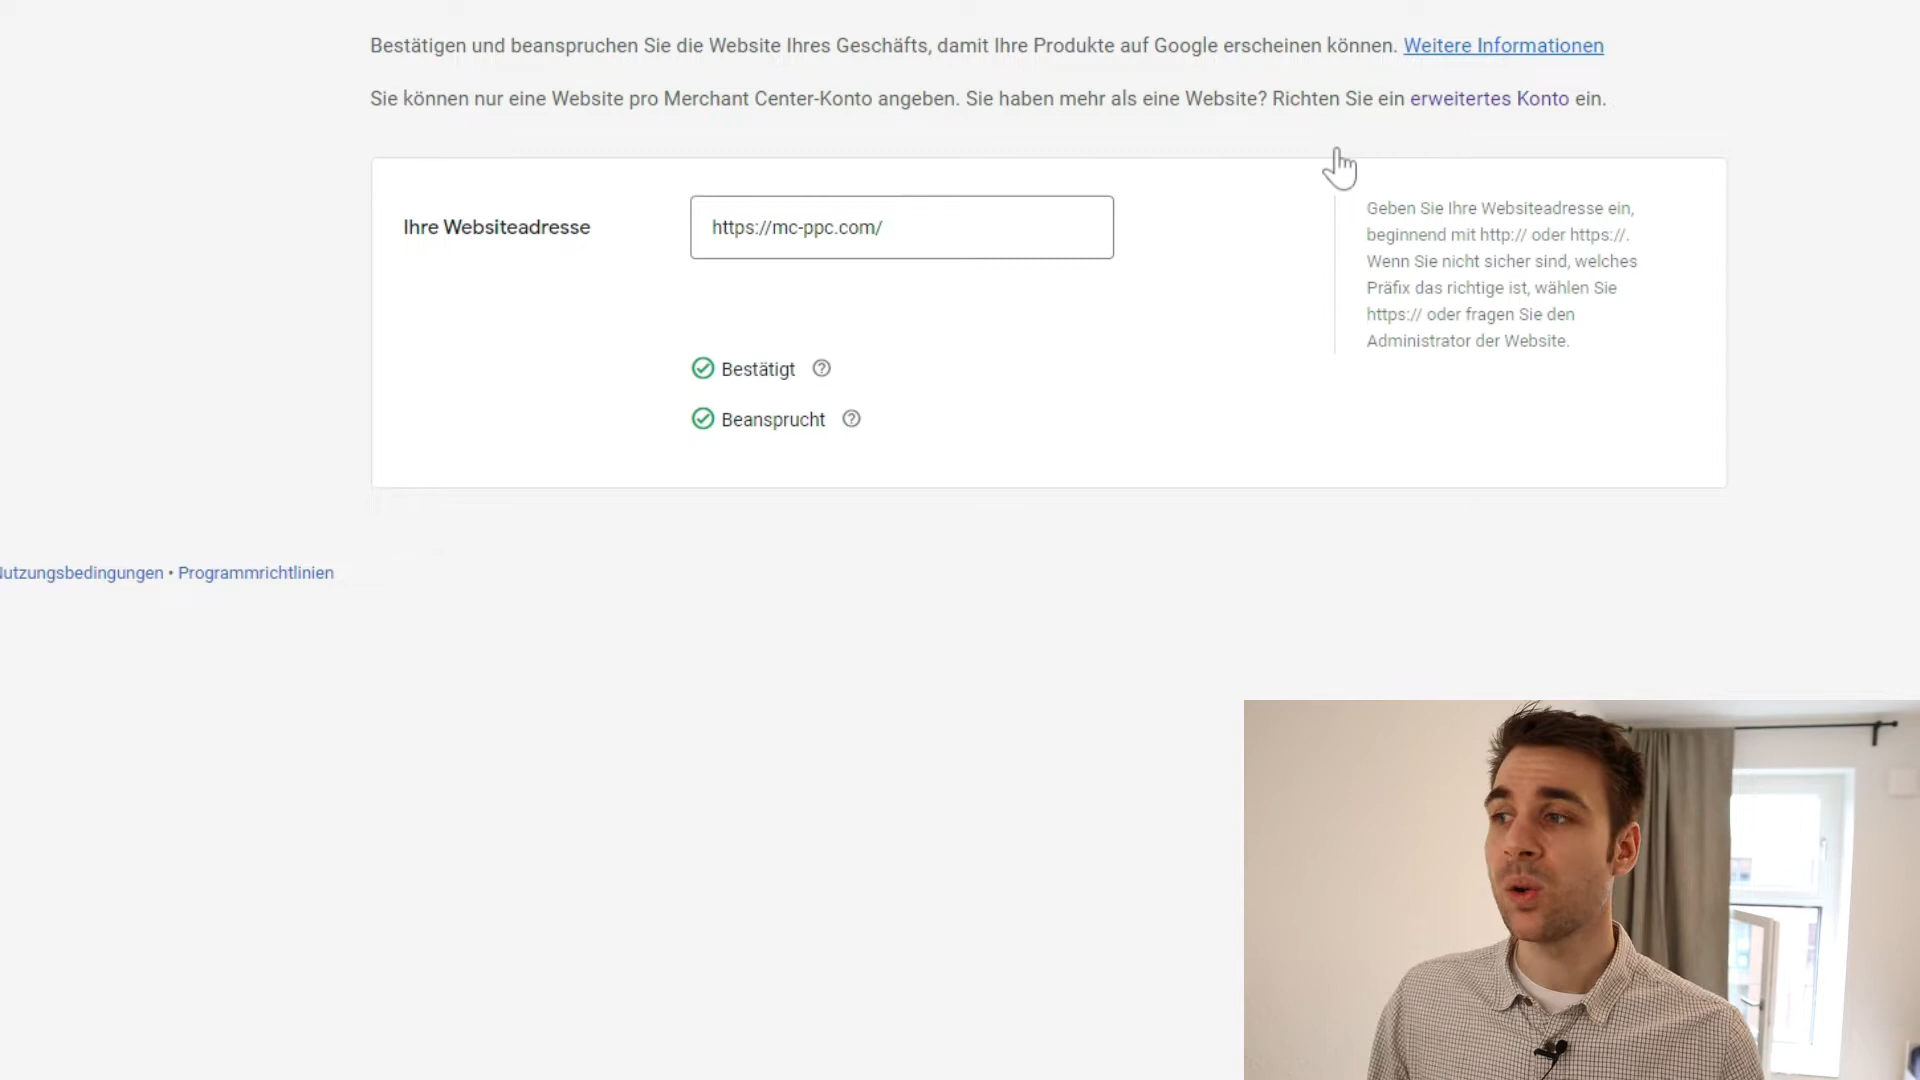 Bestätigen und beanspruchen Sie die Website Ihres Geschäfts, damit Ihre Produkte auf Google erscheinen können. Weitere Informationen
Sie können nur eine Website pro Merchant Center-Konto angeben. Sie haben mehr als eine Website? Richten Sie ein erweitertes Konto ein.
Ihre Websiteadresse
https://mc-ppc.com/
Geben Sie Ihre Websiteadresse ein,
beginnend mit http:// oder https://.
Wenn Sie nicht sicher sind, welches
Präfix das richtige ist, wählen Sie
https:// oder fragen Sie den
Administrator der Website.
Bestätigt
Beansprucht
utzungsbedingungen • Programmrichtlinien